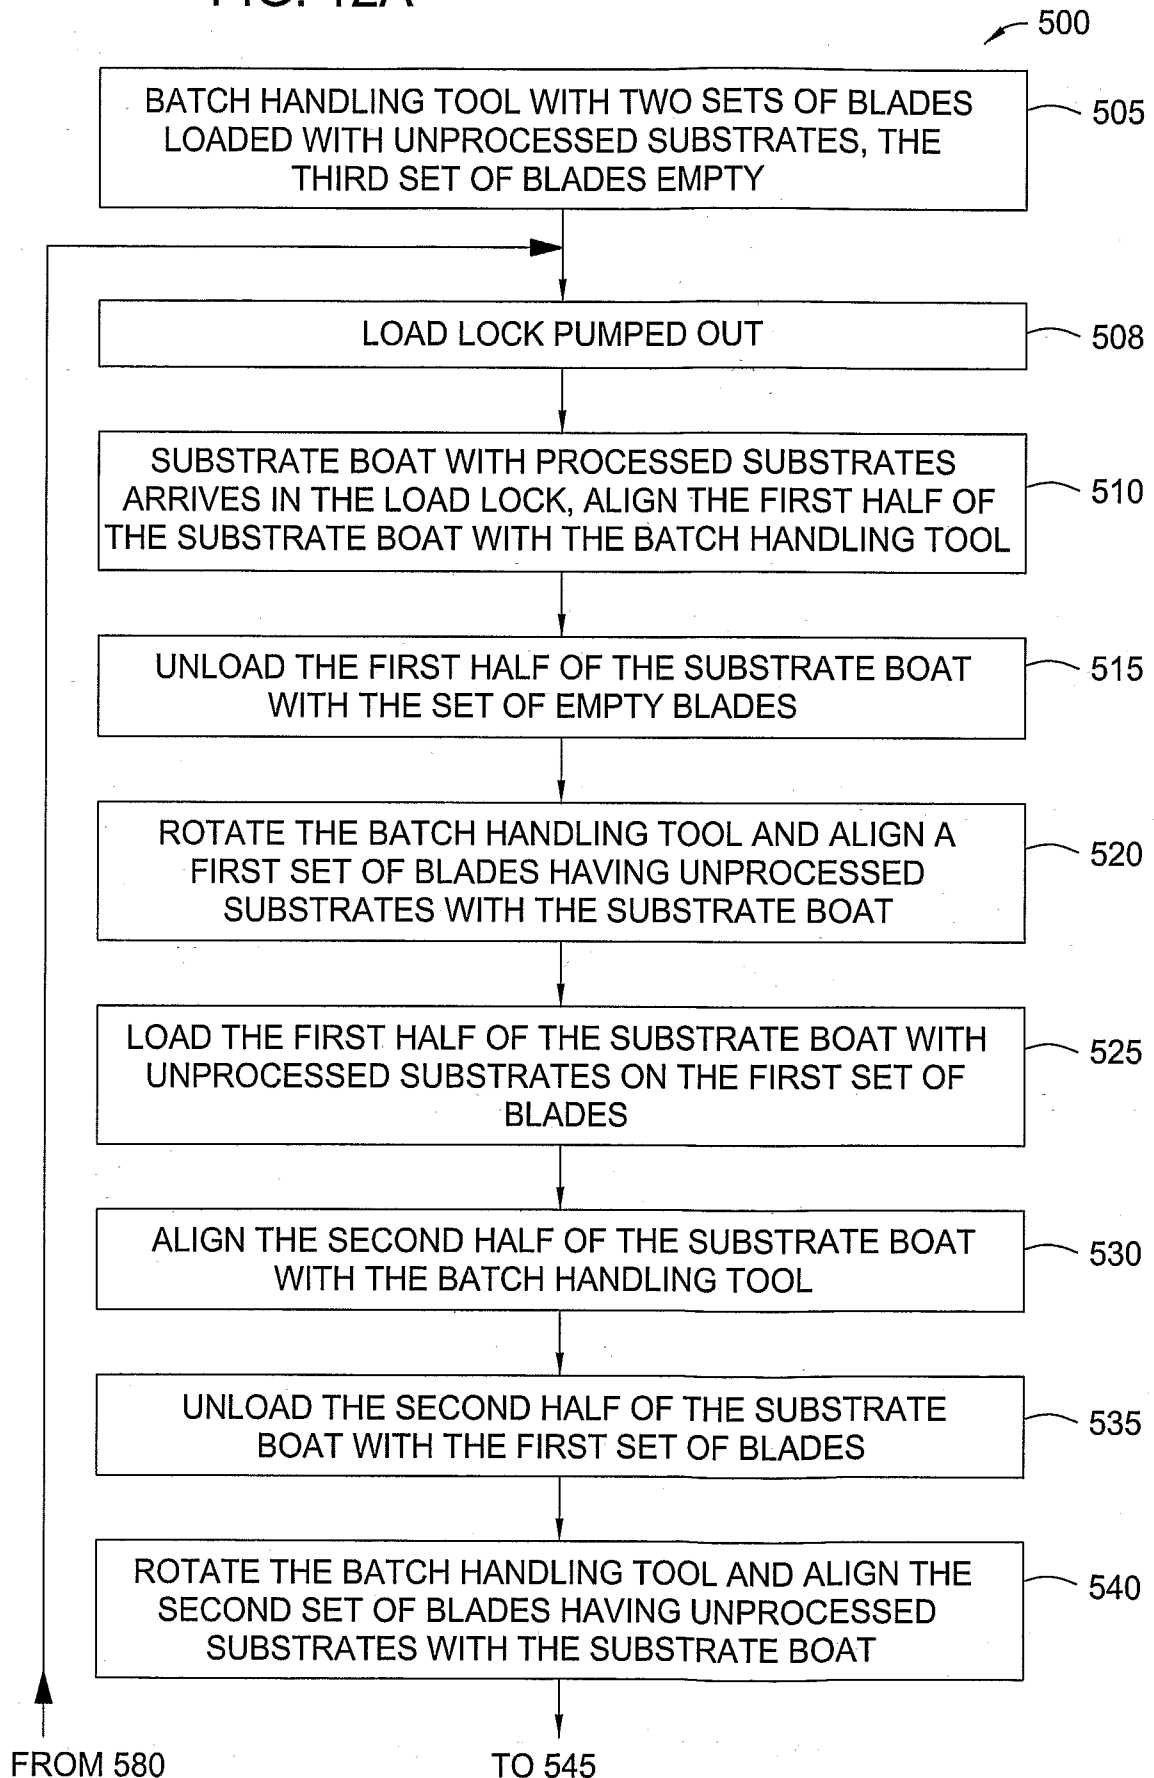 FIG. 12A
500
BATCH HANDLING TOOL WITH TWO SETS OF BLADES
LOADED WITH UNPROCESSED SUBSTRATES, THE
THIRD SET OF BLADES EMPTY
505
LOAD LOCK PUMPED OUT
508
SUBSTRATE BOAT WITH PROCESSED SUBSTRATES
ARRIVES IN THE LOAD LOCK, ALIGN THE FIRST HALF OF
THE SUBSTRATE BOAT WITH THE BATCH HANDLING TOOL
510
UNLOAD THE FIRST HALF OF THE SUBSTRATE BOAT
WITH THE SET OF EMPTY BLADES
515
ROTATE THE BATCH HANDLING TOOL AND ALIGN A
FIRST SET OF BLADES HAVING UNPROCESSED
SUBSTRATES WITH THE SUBSTRATE BOAT
520
LOAD THE FIRST HALF OF THE SUBSTRATE BOAT WITH
UNPROCESSED SUBSTRATES ON THE FIRST SET OF
BLADES
525
ALIGN THE SECOND HALF OF THE SUBSTRATE BOAT
WITH THE BATCH HANDLING TOOL
530
UNLOAD THE SECOND HALF OF THE SUBSTRATE
BOAT WITH THE FIRST SET OF BLADES
535
ROTATE THE BATCH HANDLING TOOL AND ALIGN THE
SECOND SET OF BLADES HAVING UNPROCESSED
SUBSTRATES WITH THE SUBSTRATE BOAT
540
FROM 580
TO 545